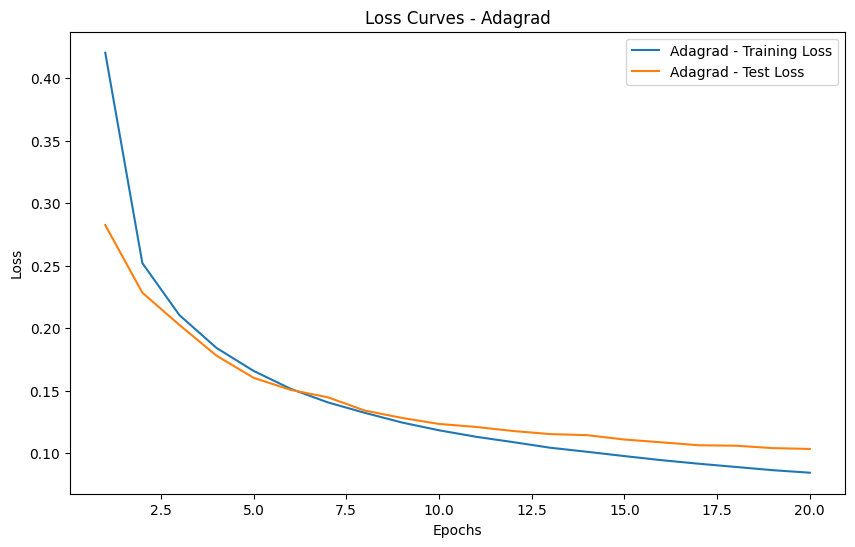 Loss Curves - Adagrad
Adagrad - Training Loss
Adagrad - Test Loss
Loss
0.40
0.35
0.30
0.25
0.20
0.15
0.10
2.5 5.0 7.5 10.0 12.5 15.0 17.5 20.0
Epochs